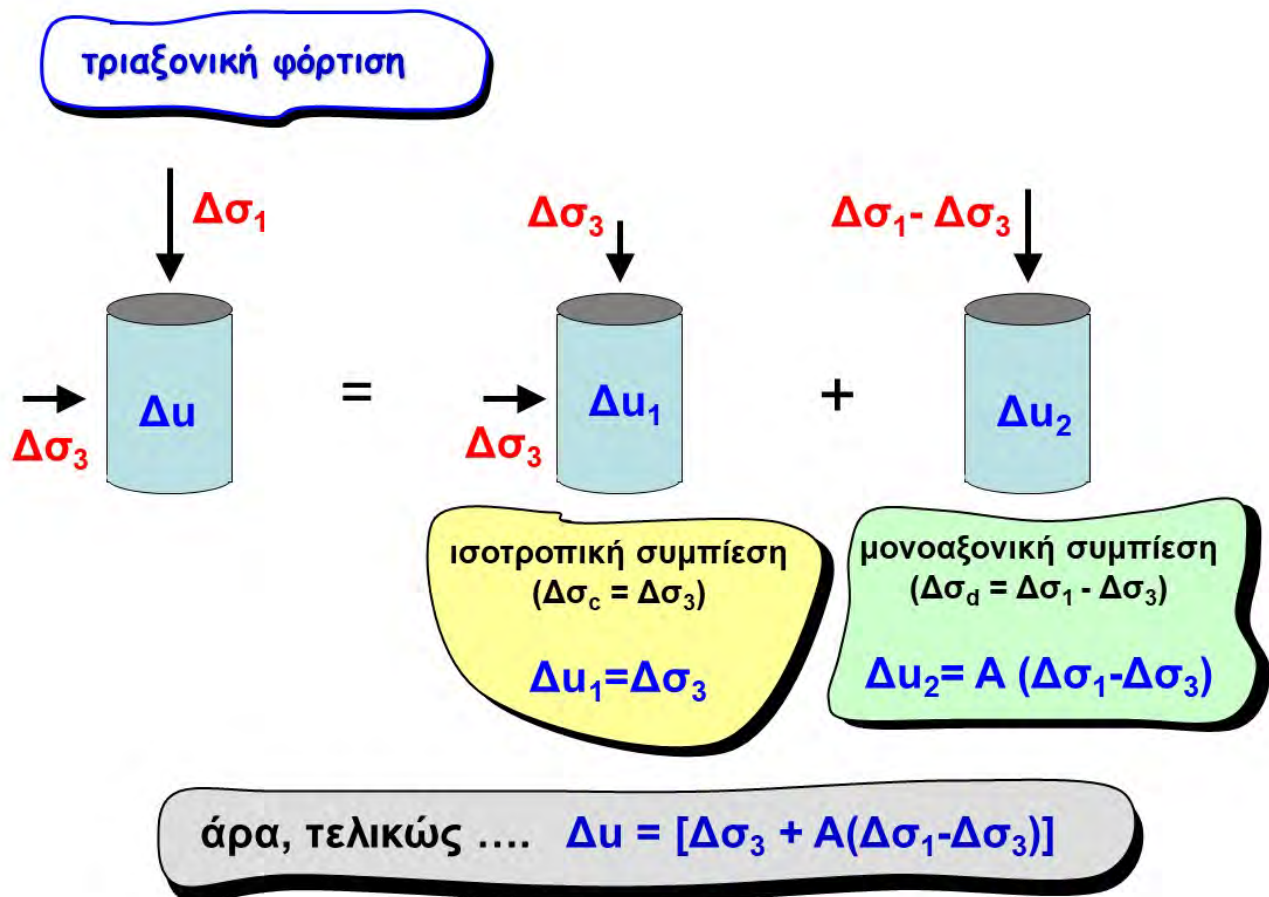 τριαξονική φόρτιση
Δσ₁
Δσ₃
Δσ₁- Δσ₃
Δu
=
Δu₁
+
Δu₂
Δσ₃
Δσ₃
ισοτροπική συμπίεση
(Δσc = Δσ₃)
Δu₁=Δσ₃
μονοαξονική συμπίεση
(Δσd = Δσ₁ - Δσ₃)
Δu₂= A (Δσ₁-Δσ₃)
άρα, τελικώς .... Δu = [Δσ₃ + A(Δσ₁-Δσ₃)]